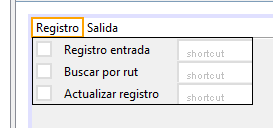 Registro Salida
Registro entrada shortcut
Buscar por rut shortcut
Actualizar registro shortcut